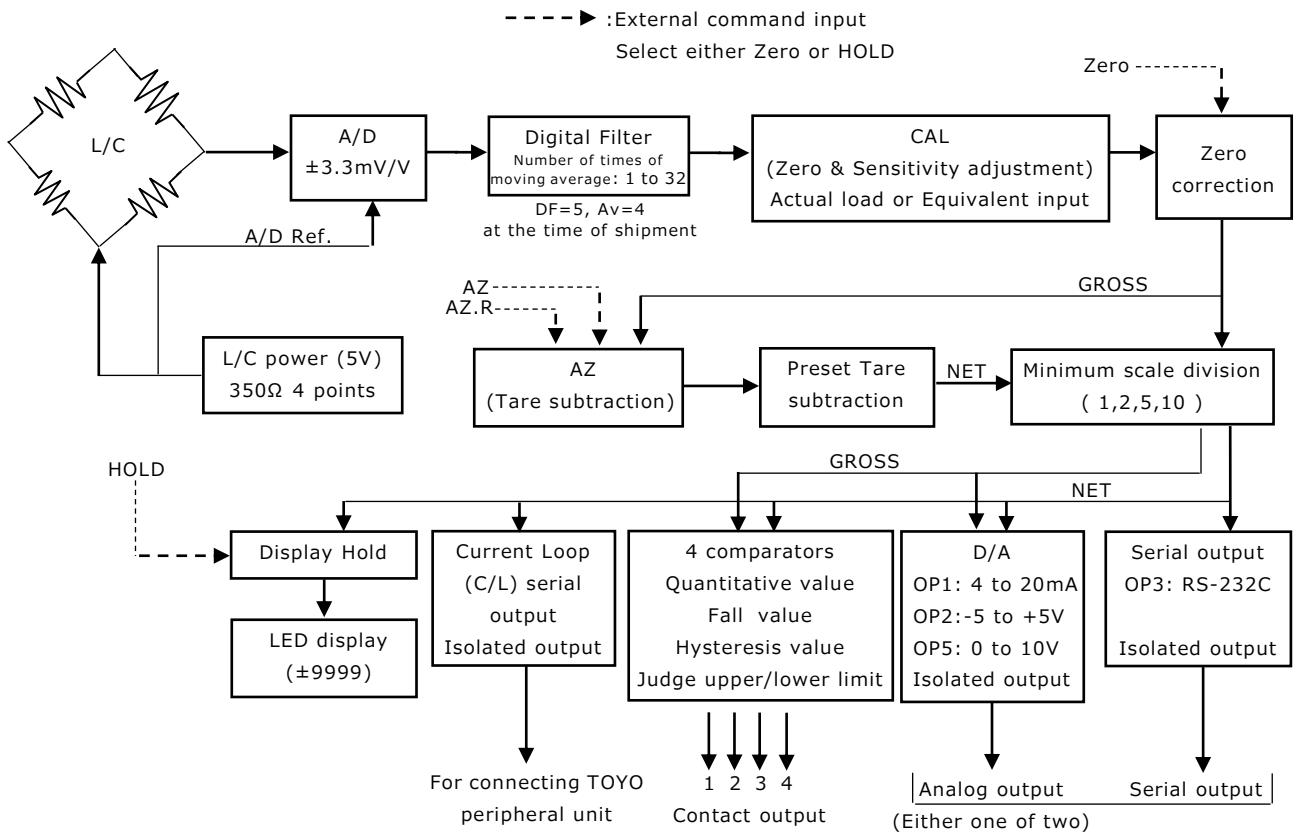 :External command input
Select either Zero or HOLD
Zero
L/C
A/D
±3.3mV/V
Digital Filter
Number of times of
moving average: 1 to 32
DF=5, Av=4
at the time of shipment
CAL
(Zero & Sensitivity adjustment)
Actual load or Equivalent input
Zero
correction
A/D Ref.
L/C power (5V)
350Ω 4 points
AZ
AZ.R
GROSS
AZ
(Tare subtraction)
Preset Tare
subtraction
NET
Minimum scale division
( 1,2,5,10 )
HOLD
GROSS
NET
Display Hold
LED display
(±9999)
Current Loop
(C/L) serial
output
Isolated output
4 comparators
Quantitative value
Fall value
Hysteresis value
Judge upper/lower limit
D/A
OP1: 4 to 20mA
OP2:-5 to +5V
OP5: 0 to 10V
Isolated output
Serial output
OP3: RS-232C
Isolated output
For connecting TOYO
peripheral unit
1 2 3 4
Contact output
Analog output
Serial output
(Either one of two)